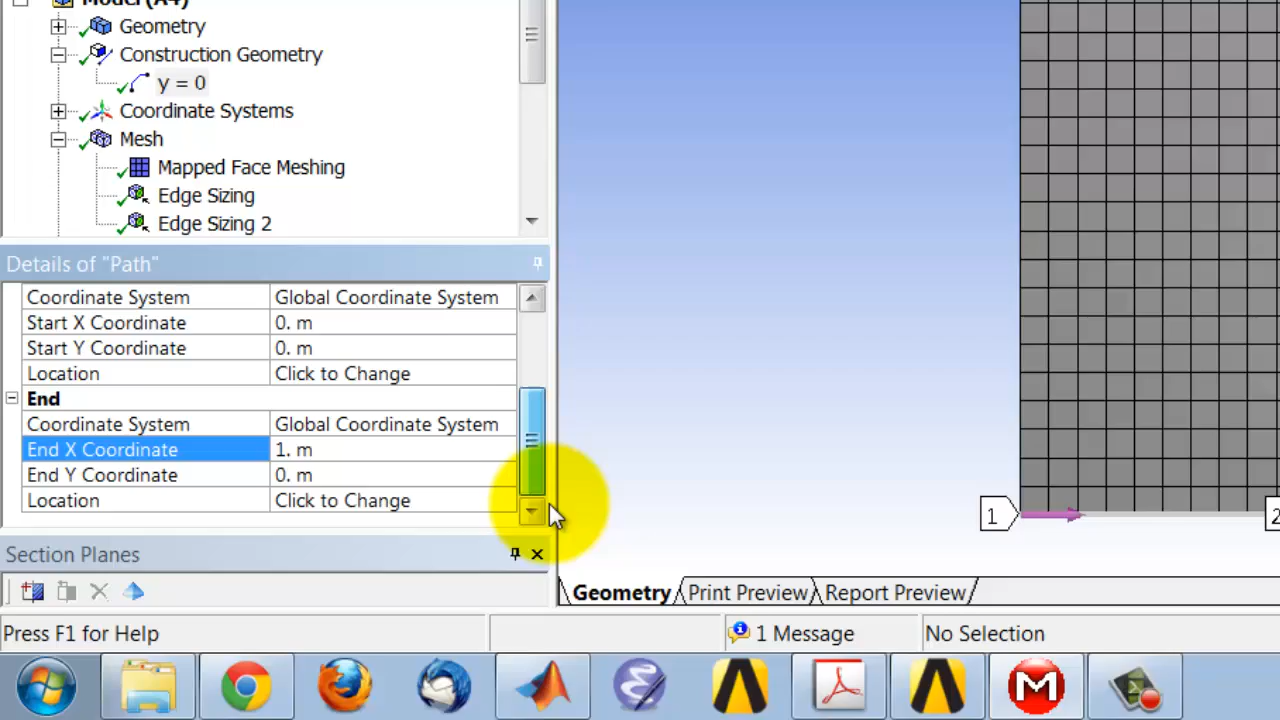 Model (A4)
Geometry
Construction Geometry
y = 0
Coordinate Systems
Mesh
Mapped Face Meshing
Edge Sizing
Edge Sizing 2
Details of "Path"
Coordinate System Global Coordinate System
Start X Coordinate 0. m
Start Y Coordinate 0. m
Location Click to Change
End
Coordinate System Global Coordinate System
End X Coordinate 1. m
End Y Coordinate 0. m
Location Click to Change
1
2
Section Planes
Geometry Print Preview Report Preview
Press F1 for Help
1 Message
No Selection